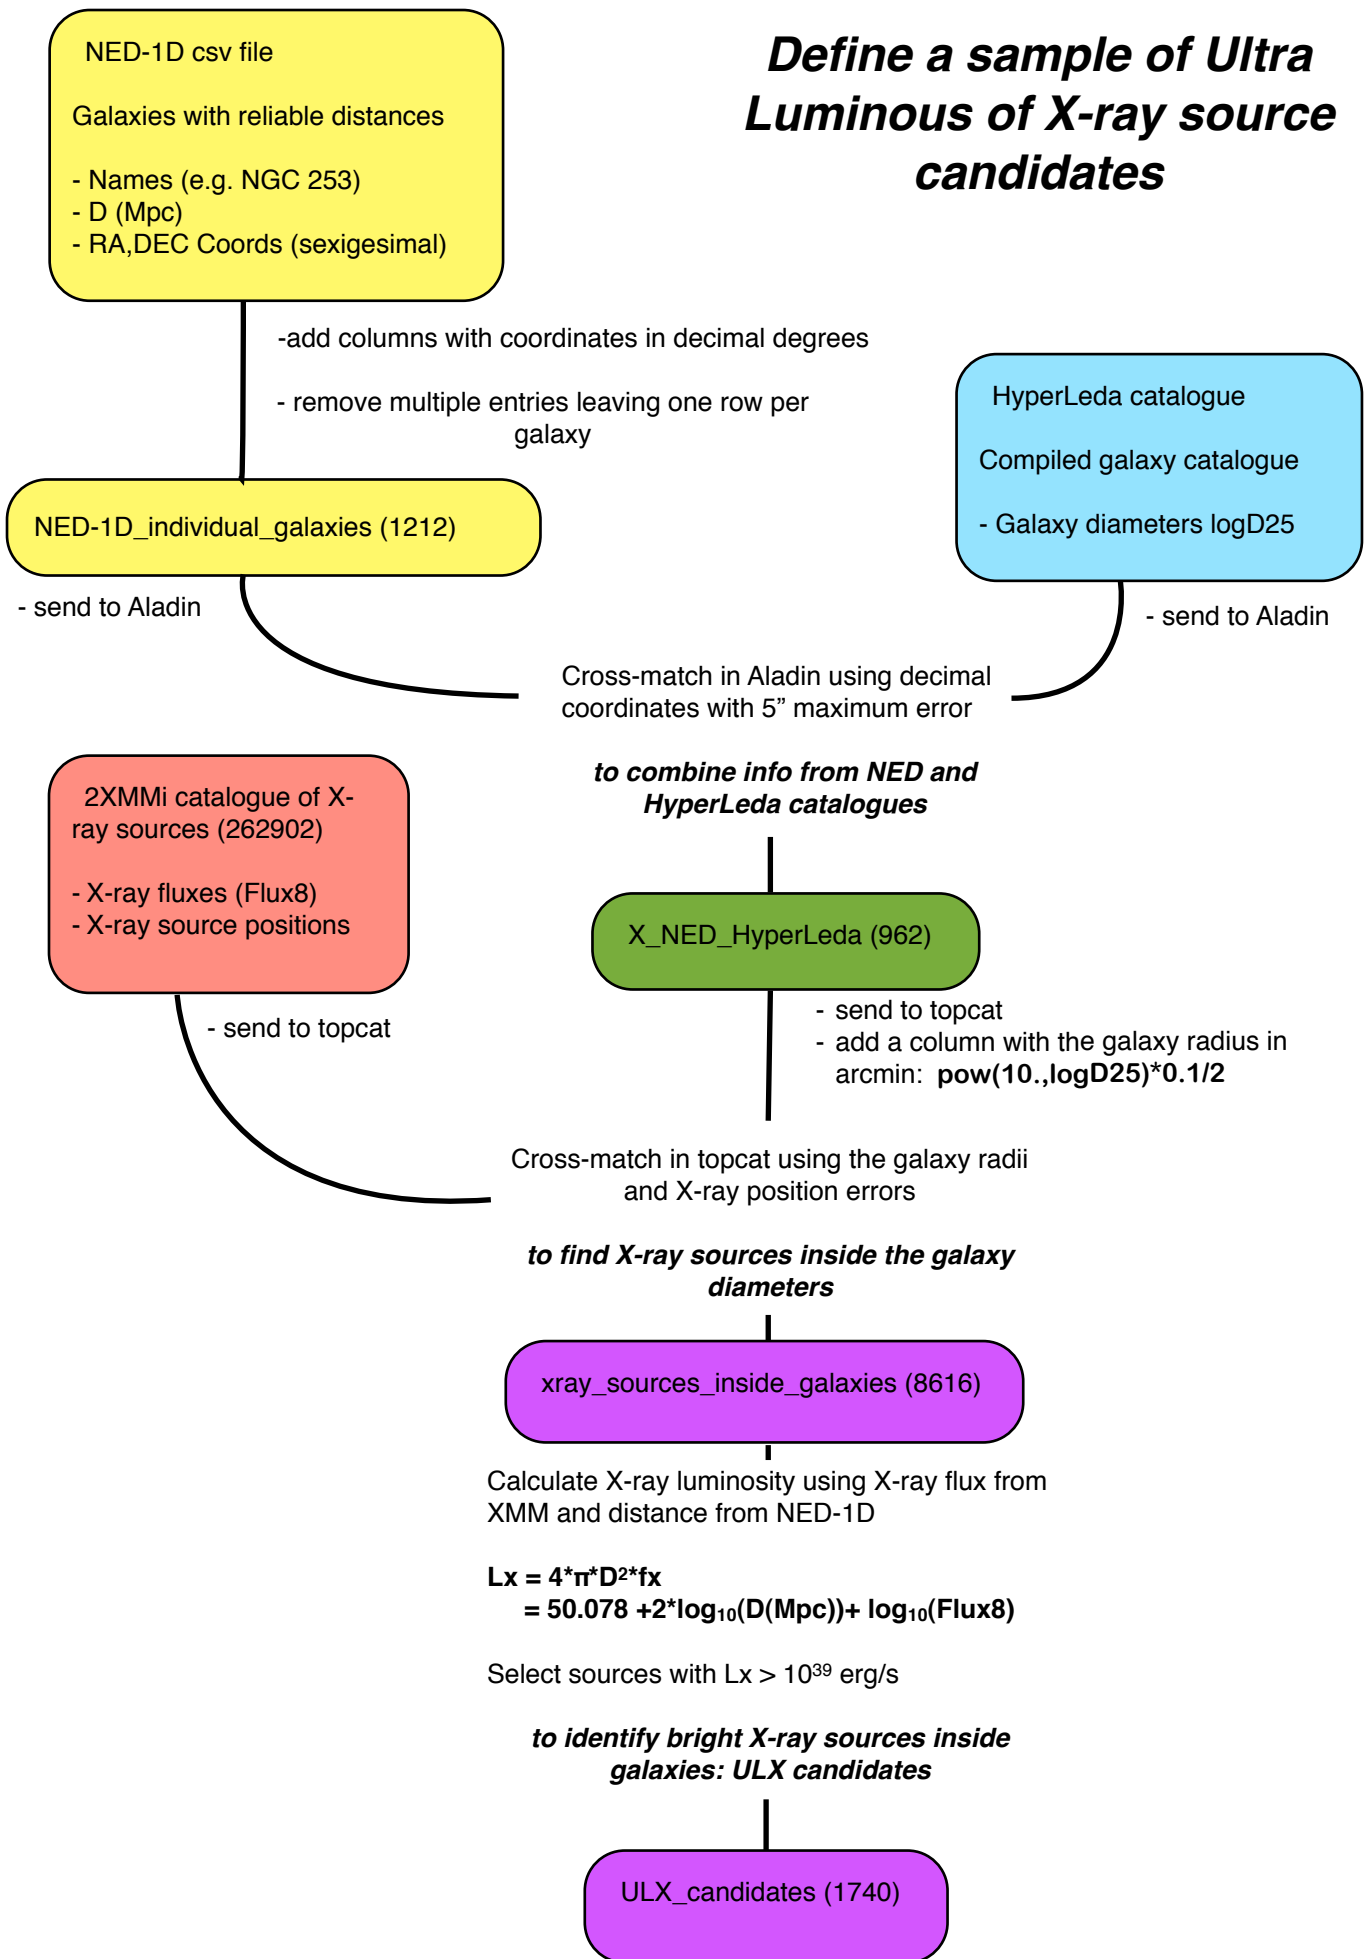 Define a sample of Ultra
Luminous of X-ray source
candidates
NED-1D csv file
Galaxies with reliable distances
- Names (e.g. NGC 253)
- D (Mpc)
- RA,DEC Coords (sexigesimal)
-add columns with coordinates in decimal degrees
- remove multiple entries leaving one row per
galaxy
HyperLeda catalogue
Compiled galaxy catalogue
- Galaxy diameters logD25
NED-1D_individual_galaxies (1212)
- send to Aladin
- send to Aladin
Cross-match in Aladin using decimal
coordinates with 5” maximum error
to combine info from NED and
HyperLeda catalogues
2XMMi catalogue of X-
ray sources (262902)
- X-ray fluxes (Flux8)
- X-ray source positions
X_NED_HyperLeda (962)
- send to topcat
- send to topcat
- add a column with the galaxy radius in
arcmin: pow(10.,logD25)*0.1/2
Cross-match in topcat using the galaxy radii
and X-ray position errors
to find X-ray sources inside the galaxy
diameters
xray_sources_inside_galaxies (8616)
Calculate X-ray luminosity using X-ray flux from
XMM and distance from NED-1D
Lx = 4*π*D²*fx
= 50.078 +2*log₁₀(D(Mpc))+ log₁₀(Flux8)
Select sources with Lx > 10³⁹ erg/s
to identify bright X-ray sources inside
galaxies: ULX candidates
ULX_candidates (1740)